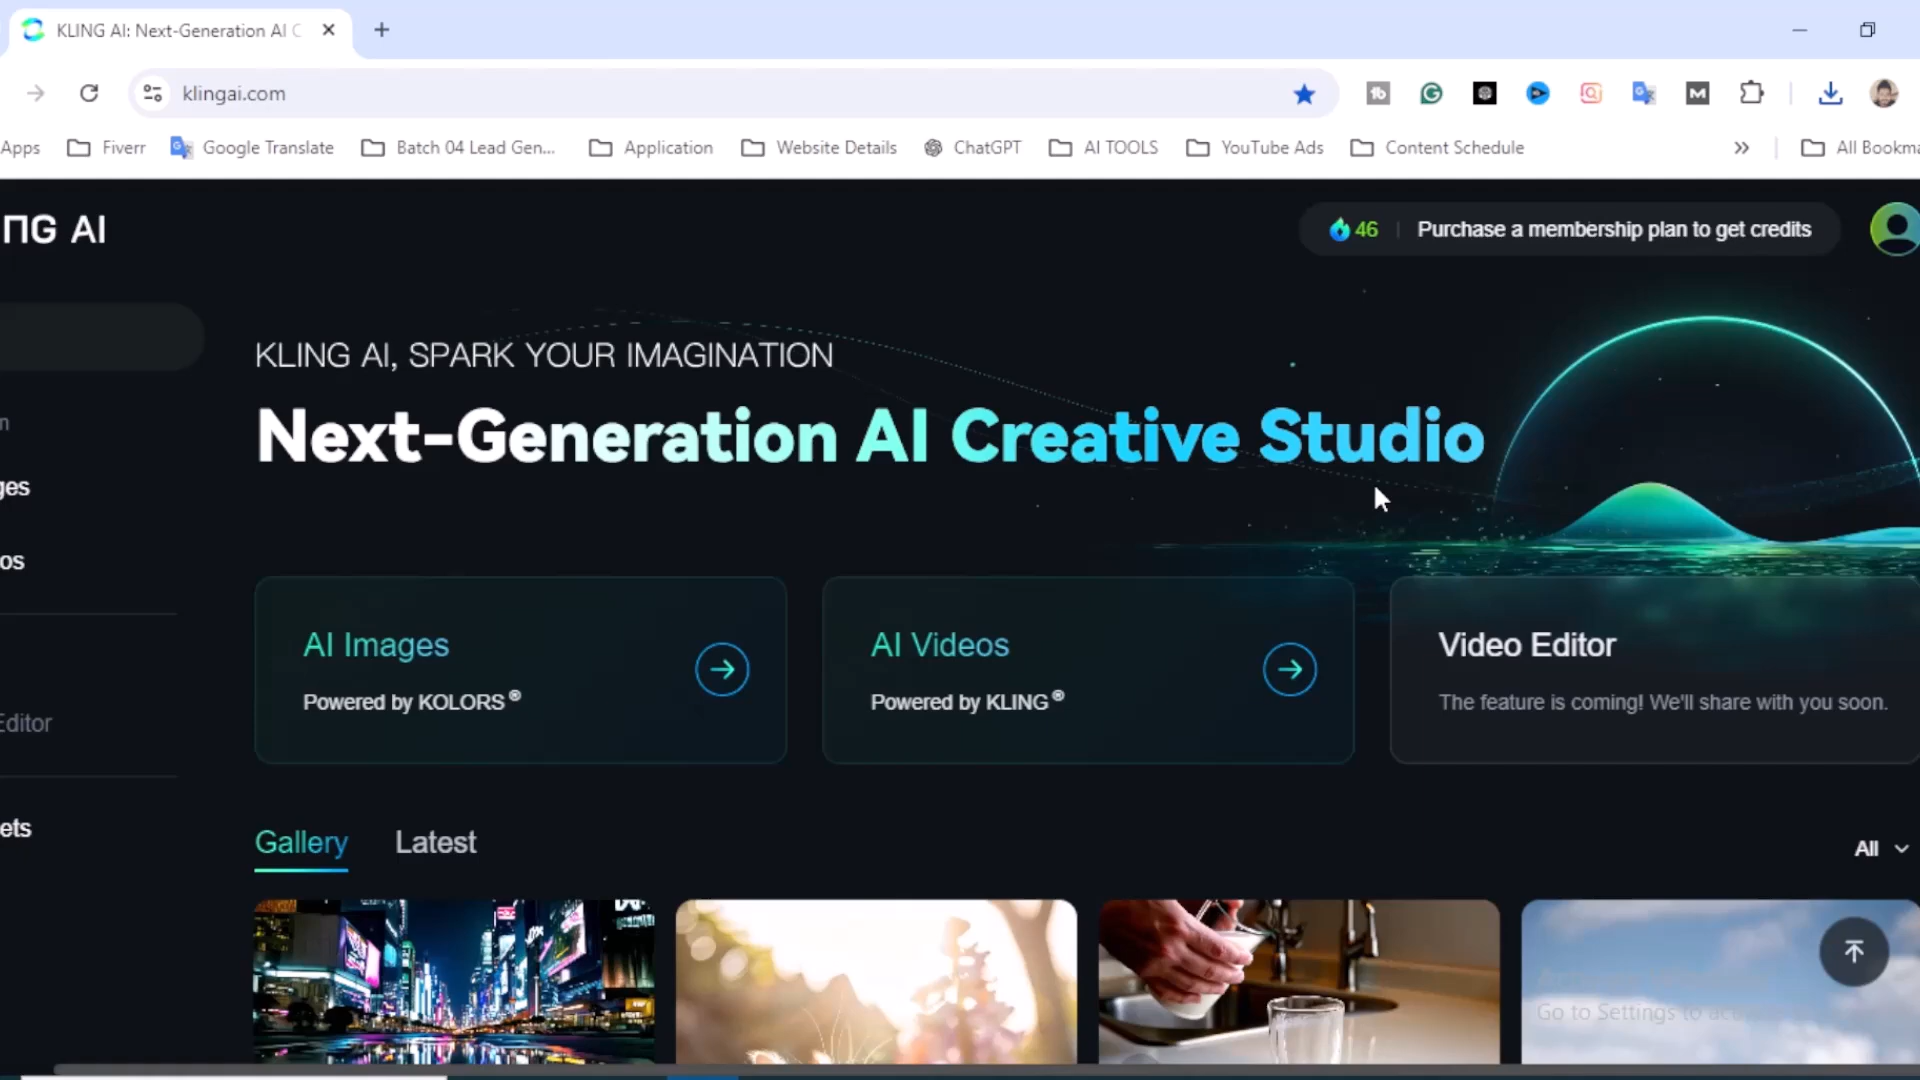 KLING AI: Next-Generation AI C
klingai.com
Apps
Fiverr
Google Translate
Batch 04 Lead Gen...
Application
Website Details
ChatGPT
AI TOOLS
YouTube Ads
Content Schedule
All Bookma
NG AI
46
Purchase a membership plan to get credits
KLING AI, SPARK YOUR IMAGINATION
Next-Generation AI Creative Studio
n
ges
os
Editor
ets
AI Images
Powered by KOLORS®
AI Videos
Powered by KLING®
Video Editor
The feature is coming! We'll share with you soon.
Gallery
Latest
All
Go to Settings to ac